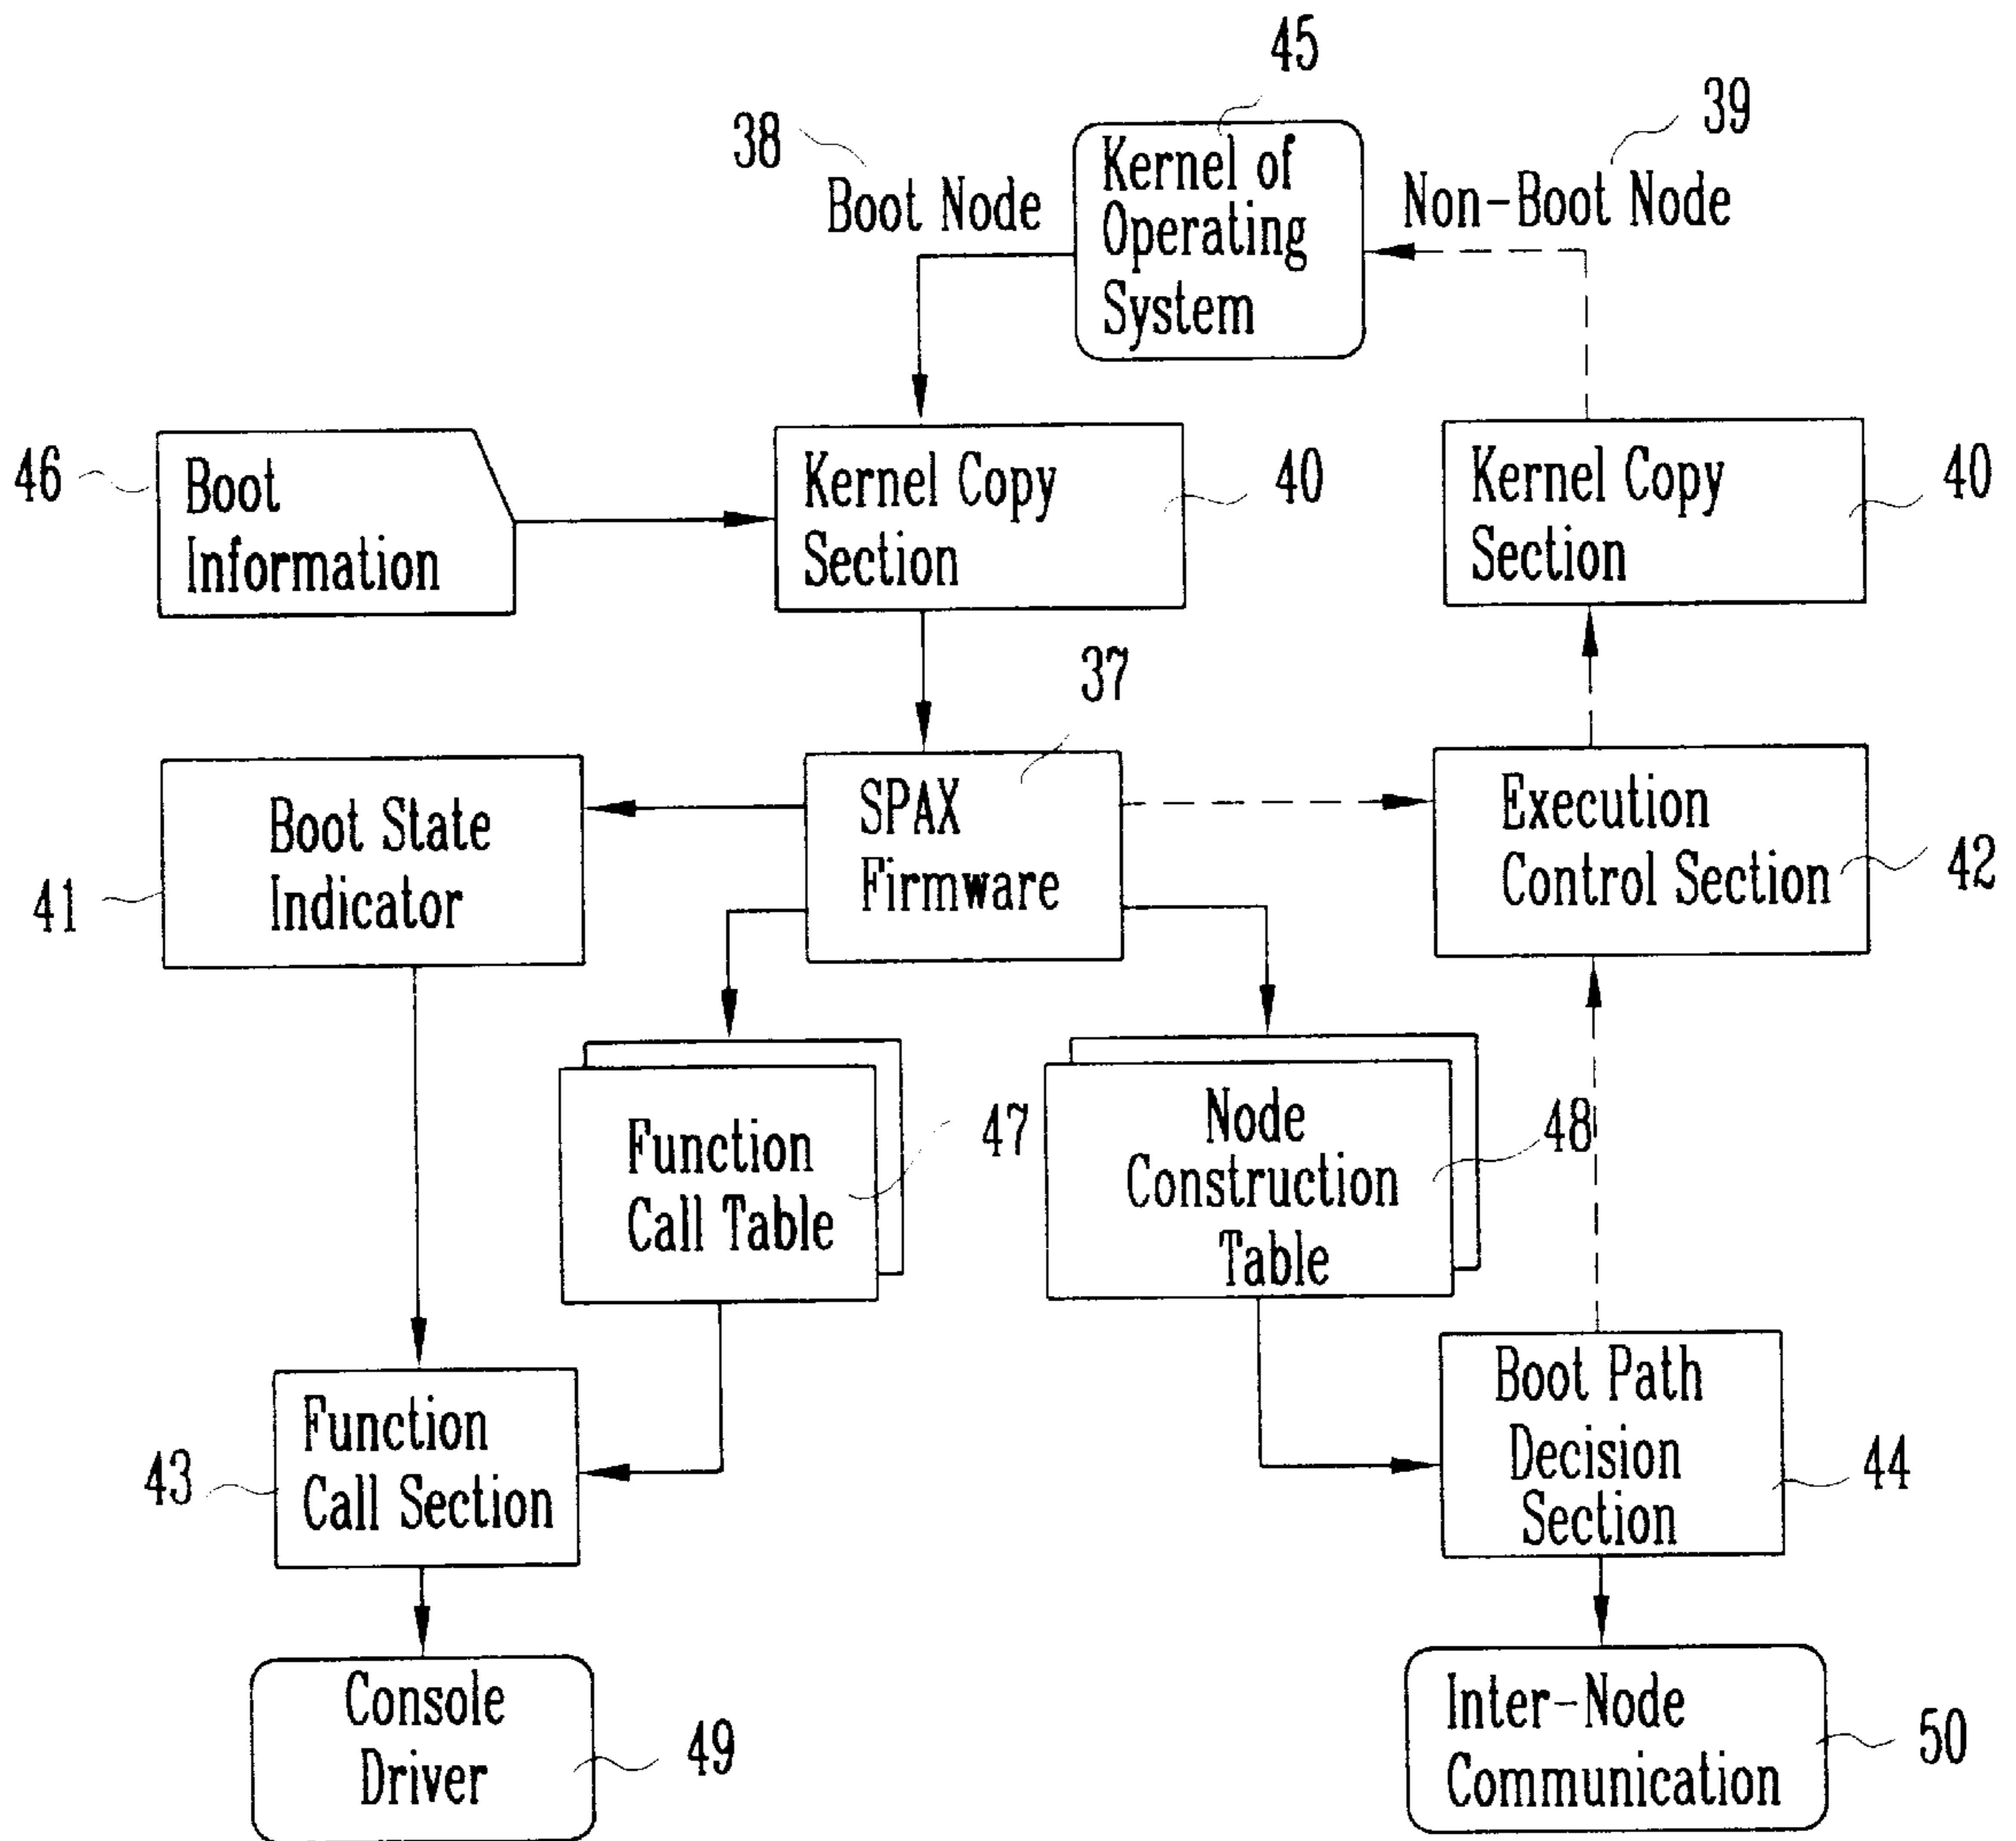 45
39
38
Kernel of
Operating
System
Boot Node
Non-Boot Node
46
Boot
Information
Kernel Copy
Section
40
Kernel Copy
Section
40
37
Boot State
Indicator
41
SPAX
Firmware
Execution
Control Section
42
Function
Call Table
47
Node
Construction
Table
48
Function
Call Section
43
Boot Path
Decision
Section
44
Console
Driver
49
Inter-Node
Communication
50